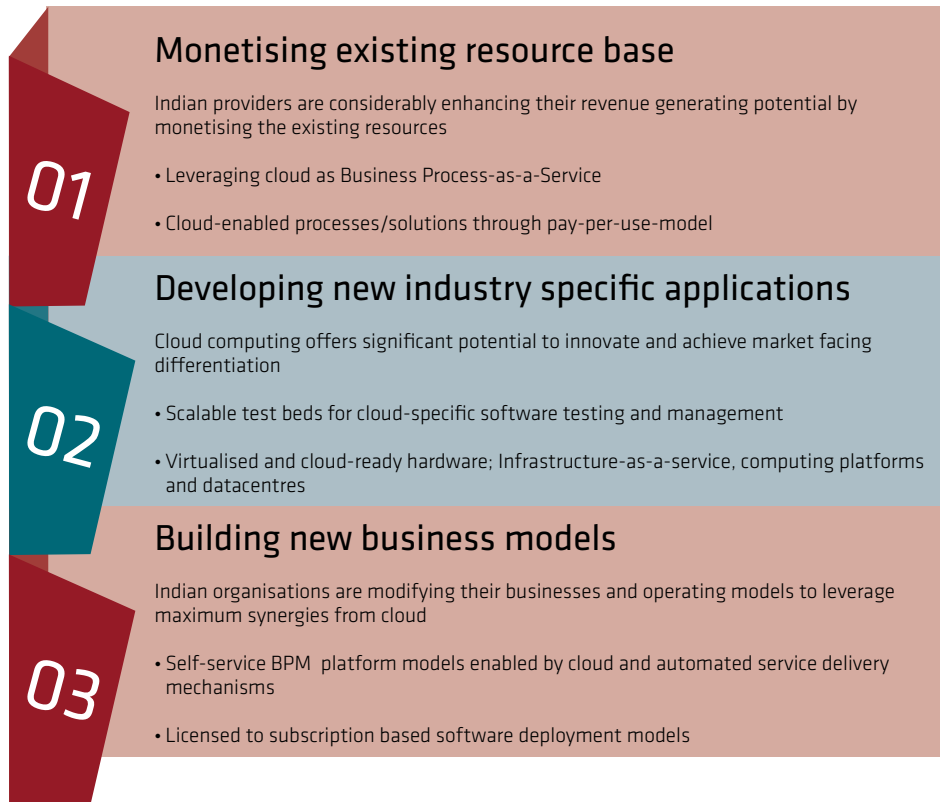 01
Monetising existing resource base
Indian providers are considerably enhancing their revenue generating potential by
monetising the existing resources
• Leveraging cloud as Business Process-as-a-Service
• Cloud-enabled processes/solutions through pay-per-use-model
02
Developing new industry specific applications
Cloud computing offers significant potential to innovate and achieve market facing
differentiation
• Scalable test beds for cloud-specific software testing and management
• Virtualised and cloud-ready hardware; Infrastructure-as-a-service, computing platforms
and datacentres
03
Building new business models
Indian organisations are modifying their businesses and operating models to leverage
maximum synergies from cloud
• Self-service BPM  platform models enabled by cloud and automated service delivery
mechanisms
• Licensed to subscription based software deployment models